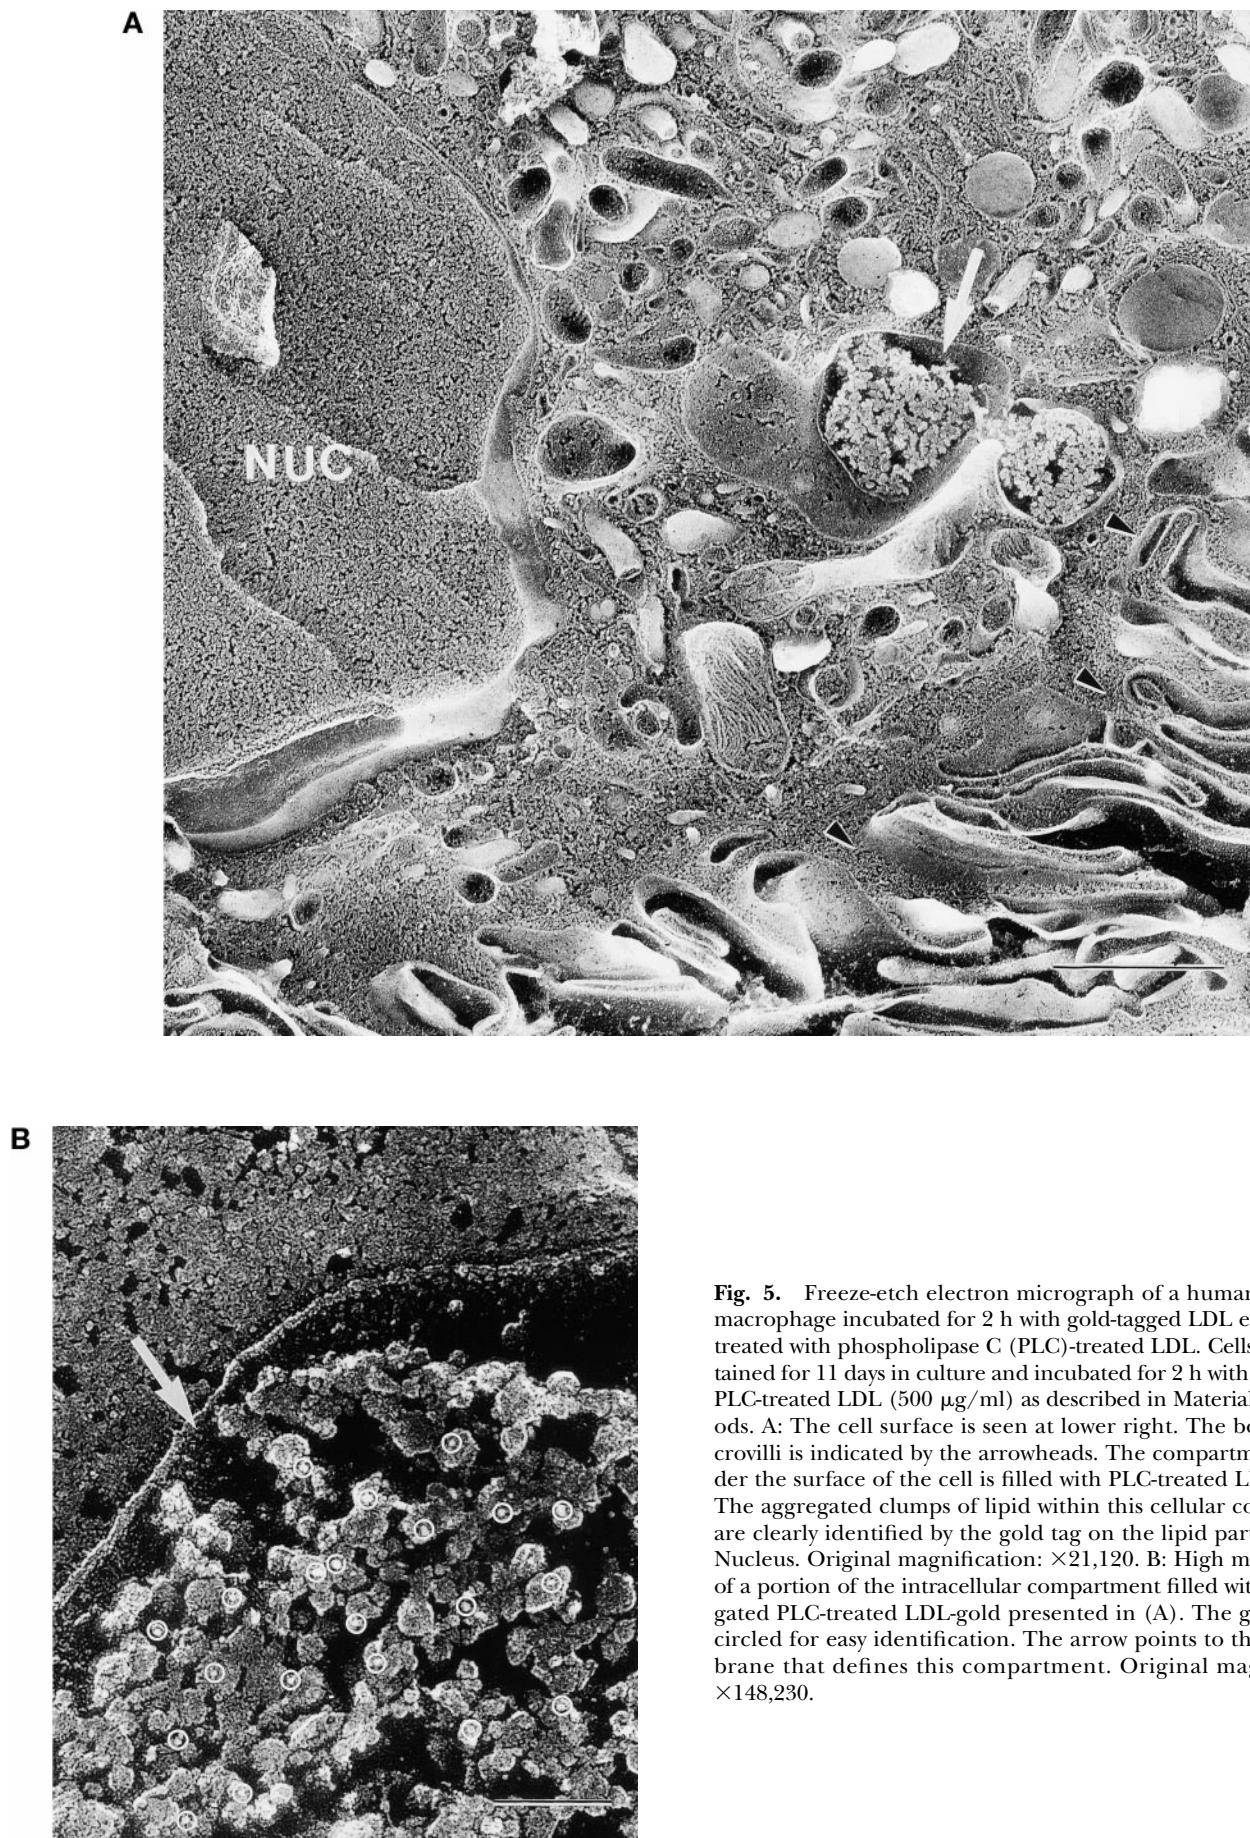 A
NUC
B
Fig. 5. Freeze-etch electron micrograph of a human
macrophage incubated for 2 h with gold-tagged LDL e
treated with phospholipase C (PLC)-treated LDL. Cells
tained for 11 days in culture and incubated for 2 h with
PLC-treated LDL (500 μg/ml) as described in Material
ods. A: The cell surface is seen at lower right. The b
crovilli is indicated by the arrowheads. The compartm
der the surface of the cell is filled with PLC-treated L
The aggregated clumps of lipid within this cellular co
are clearly identified by the gold tag on the lipid part
Nucleus. Original magnification: ×21,120. B: High m
of a portion of the intracellular compartment filled wit
gated PLC-treated LDL-gold presented in (A). The g
circled for easy identification. The arrow points to th
brane that defines this compartment. Original mag
×148,230.